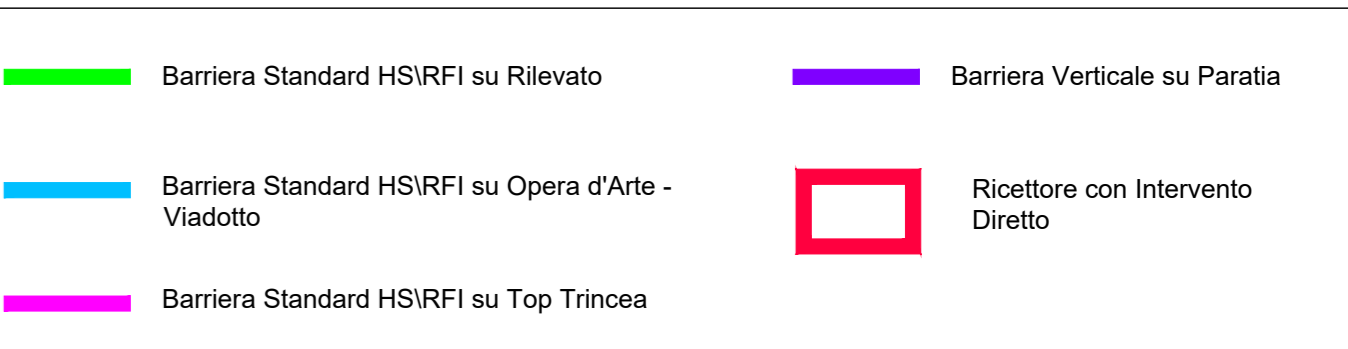 Barriera Standard HS\RFI su Rilevato
Barriera Standard HS\RFI su Opera d'Arte -
Viadotto
Barriera Standard HS\RFI su Top Trincea
Barriera Verticale su Paratia
Ricettore con Intervento
Diretto